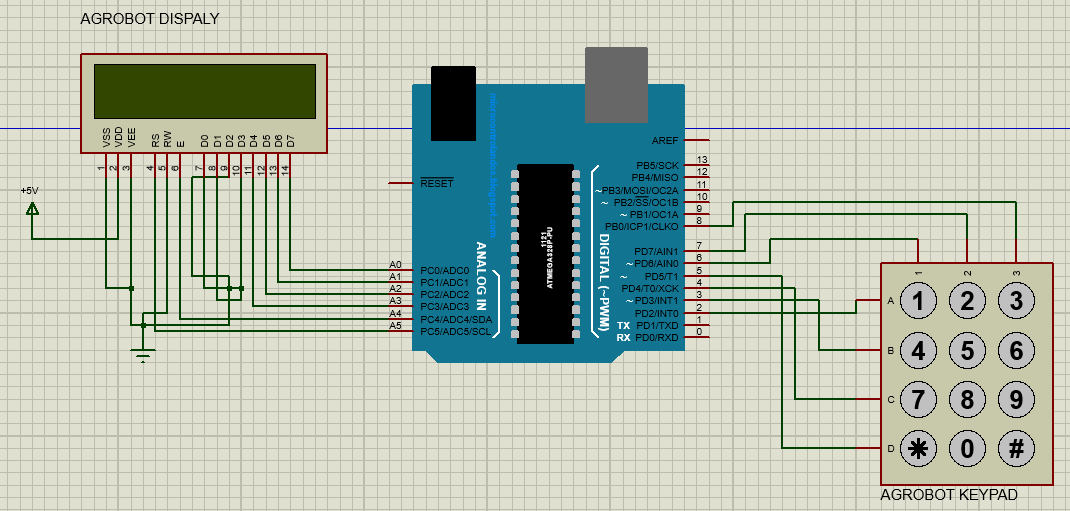 AGROBOT DISPALY
VSS
VDD
VEE
RS
RW
E
D0
D1
D2
D3
D4
D5
D6
D7
1
2
3
4
5
6
7
8
9
10
11
12
13
14
+5V
microcontrolandos.blogspot.com
RESET
AREF
PB5/SCK 13
PB4/MISO 12
~PB3/MOSI/OC2A 11
~ PB2/SS/OC1B 10
~ PB1/OC1A 9
PB0/ICP1/CLKO 8
PD7/AIN1 7
~ PD6/AIN0 6
~ PD5/T1 5
PD4/T0/XCK 4
~ PD3/INT1 3
PD2/INT0 2
TX PD1/TXD 1
RX PD0/RXD 0
DIGITAL (~PWM)
1121
ATMEGA328P-PU
ANALOG IN
A0 PC0/ADC0
A1 PC1/ADC1
A2 PC2/ADC2
A3 PC3/ADC3
A4 PC4/ADC4/SDA
A5 PC5/ADC5/SCL
1 2 3
A 1 2 3
B 4 5 6
C 7 8 9
D * 0 #
AGROBOT KEYPAD